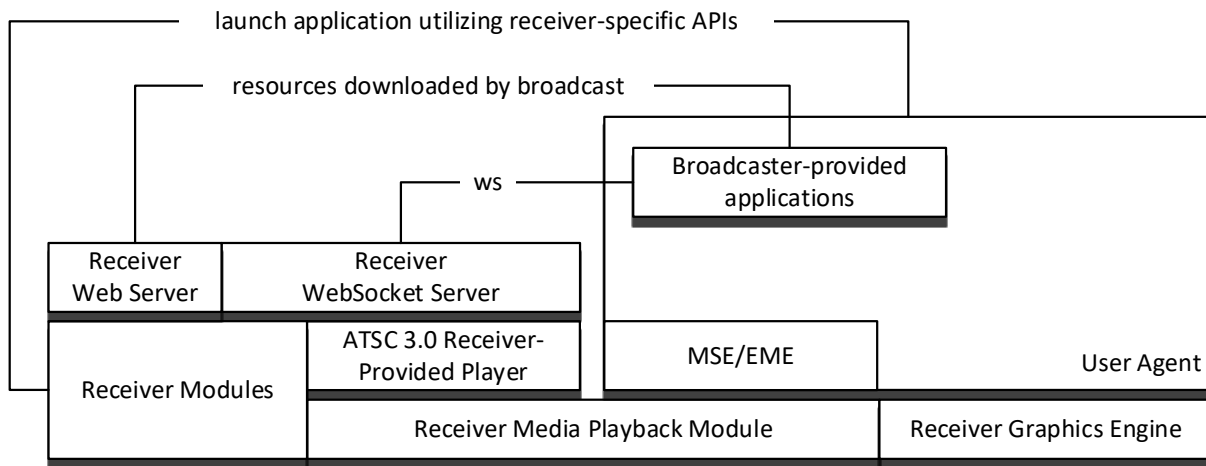 launch application utilizing receiver-specific APIs
resources downloaded by broadcast
Broadcaster-provided
applications
ws
Receiver
Web Server
Receiver
WebSocket Server
ATSC 3.0 Receiver-
Provided Player
MSE/EME
User Agent
Receiver Modules
Receiver Media Playback Module
Receiver Graphics Engine